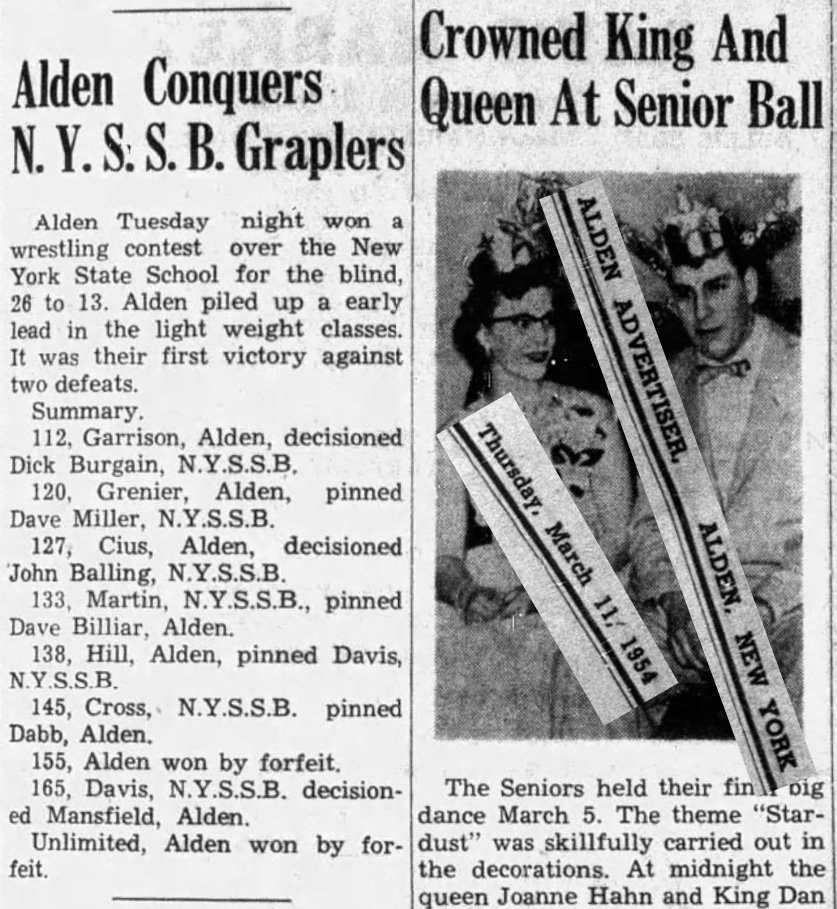 Alden Conquers
N. Y. S. S. B. Graplers
Alden Tuesday night won a
wrestling contest over the New
York State School for the blind,
26 to 13. Alden piled up a early
lead in the light weight classes.
It was their first victory against
two defeats.
Summary.
112, Garrison, Alden, decisioned
Dick Burgain, N.Y.S.S.B.
120, Grenier, Alden, pinned
Dave Miller, N.Y.S.S.B.
127, Cius, Alden, decisioned
John Balling, N.Y.S.S.B.
133, Martin, N.Y.S.S.B., pinned
Dave Billiar, Alden.
138, Hill, Alden, pinned Davis,
N.Y.S.S.B.
145, Cross, N.Y.S.S.B. pinned
Dabb, Alden.
155, Alden won by forfeit.
165, Davis, N.Y.S.S.B. decision-
ed Mansfield, Alden.
Unlimited, Alden won by for-
feit.
Crowned King And
Queen At Senior Ball
ALDEN ADVERTISER, ALDEN, NEW YORK
Thursday, March 11, 1954
The Seniors held their big
dance March 5. The theme "Star-
dust" was skillfully carried out in
the decorations. At midnight the
queen Joanne Hahn and King Dan